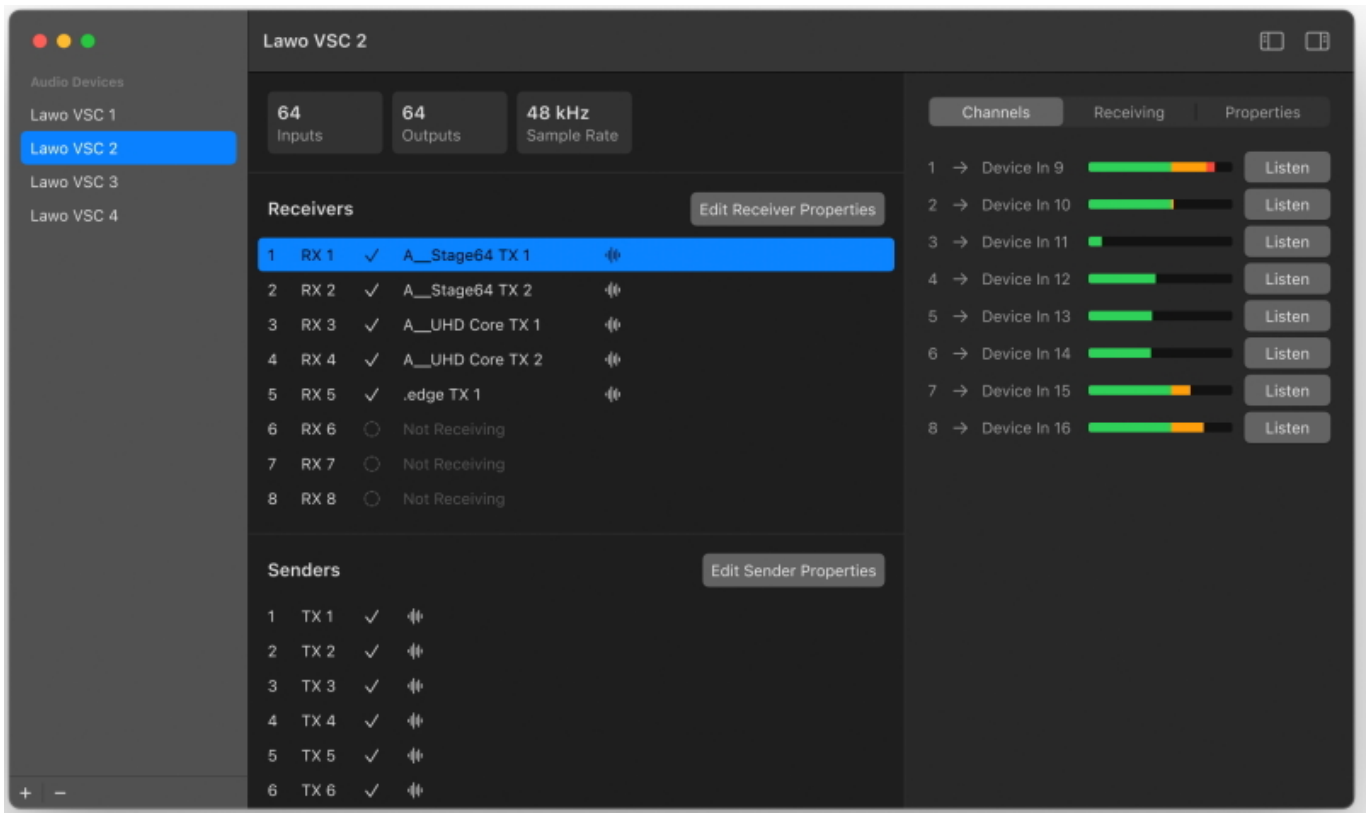 Lawo VSC 2
Audio Devices
Lawo VSC 1
Lawo VSC 2
Lawo VSC 3
Lawo VSC 4
64
Inputs
64
Outputs
48 kHz
Sample Rate
Receivers
Edit Receiver Properties
1 RX 1 ✓ A__Stage64 TX 1
2 RX 2 ✓ A__Stage64 TX 2
3 RX 3 ✓ A__UHD Core TX 1
4 RX 4 ✓ A__UHD Core TX 2
5 RX 5 ✓ .edge TX 1
6 RX 6 Not Receiving
7 RX 7 Not Receiving
8 RX 8 Not Receiving
Senders
Edit Sender Properties
1 TX 1 ✓
2 TX 2 ✓
3 TX 3 ✓
4 TX 4 ✓
5 TX 5 ✓
6 TX 6 ✓
Channels Receiving Properties
1 → Device In 9 Listen
2 → Device In 10 Listen
3 → Device In 11 Listen
4 → Device In 12 Listen
5 → Device In 13 Listen
6 → Device In 14 Listen
7 → Device In 15 Listen
8 → Device In 16 Listen
+ −